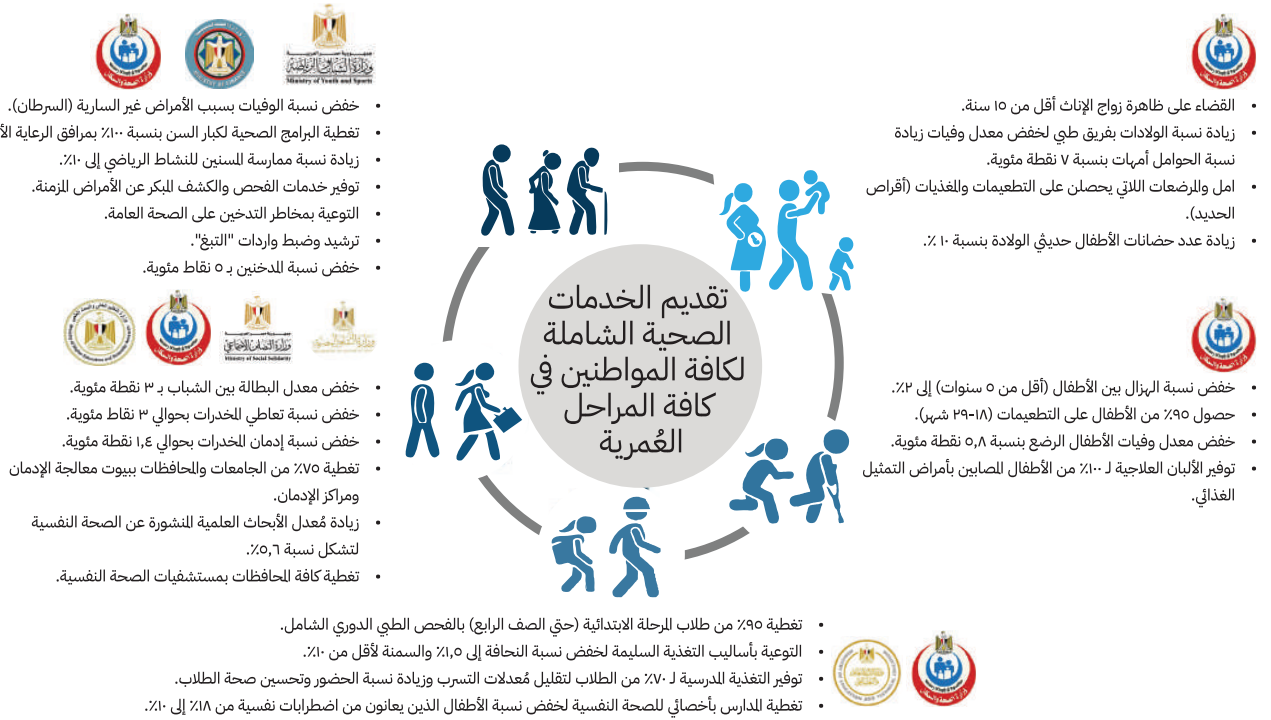 تقديم الخدمات
الصحية الشاملة
لكافة المواطنين في
كافة المراحل
العُمرية
• القضاء على ظاهرة زواج الإناث أقل من ١٥ سنة.
• زيادة نسبة الولادات بفريق طبي لخفض معدل وفيات زيادة
نسبة الحوامل أمهات بنسبة ٧ نقطة مئوية.
• امل والمرضعات اللاتي يحصلن على التطعيمات والمغذيات (أقراص
الحديد).
• زيادة عدد حضانات الأطفال حديثي الولادة بنسبة ١٠ ٪.
• خفض نسبة الهزال بين الأطفال (أقل من ٥ سنوات) إلى ٢٪.
• حصول ٩٥٪ من الأطفال على التطعيمات (١٨-٢٩ شهر).
• خفض معدل وفيات الأطفال الرضع بنسبة ٥,٨ نقطة مئوية.
• توفير الألبان العلاجية لـ ١٠٠٪ من الأطفال المصابين بأمراض التمثيل
الغذائي.
• تغطية ٩٥٪ من طلاب المرحلة الابتدائية (حتي الصف الرابع) بالفحص الطبي الدوري الشامل.
• التوعية بأساليب التغذية السليمة لخفض نسبة النحافة إلى ١,٥٪ والسمنة لأقل من ١٠٪.
• توفير التغذية المدرسية لـ ٧٠٪ من الطلاب لتقليل مُعدلات التسرب وزيادة نسبة الحضور وتحسين صحة الطلاب.
• تغطية المدارس بأخصائي للصحة النفسية لخفض نسبة الأطفال الذين يعانون من اضطرابات نفسية من ١٨٪ إلى ١٠٪.
وزارة الشباب والرياضة
Ministry of Youth and Sports
وزارة الصحة والسكان
• خفض نسبة الوفيات بسبب الأمراض غير السارية (السرطان).
• تغطية البرامج الصحية لكبار السن بنسبة ١٠٠٪ بمرافق الرعاية الأ
• زيادة نسبة ممارسة المسنين للنشاط الرياضي إلى ١٠٪.
• توفير خدمات الفحص والكشف المبكر عن الأمراض المزمنة.
• التوعية بمخاطر التدخين على الصحة العامة.
• ترشيد وضبط واردات "التبغ".
• خفض نسبة المدخنين بـ ٥ نقاط مئوية.
وزارة التضامن الاجتماعي
Ministry of Social Solidarity
• خفض معدل البطالة بين الشباب بـ ٣ نقطة مئوية.
• خفض نسبة تعاطي المخدرات بحوالي ٣ نقاط مئوية.
• خفض نسبة إدمان المخدرات بحوالي ١,٤ نقطة مئوية.
• تغطية ٧٥٪ من الجامعات والمحافظات ببيوت معالجة الإدمان
ومراكز الإدمان.
• زيادة مُعدل الأبحاث العلمية المنشورة عن الصحة النفسية
لتشكل نسبة ٥,٦٪.
• تغطية كافة المحافظات بمستشفيات الصحة النفسية.